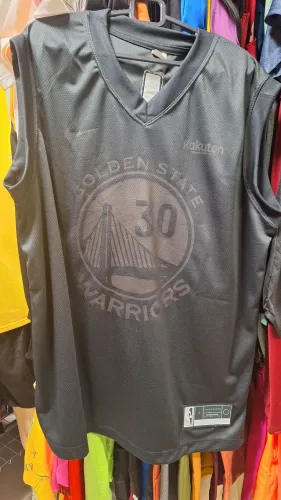 Rakuten
GOLDEN STATE
30
WARRIORS